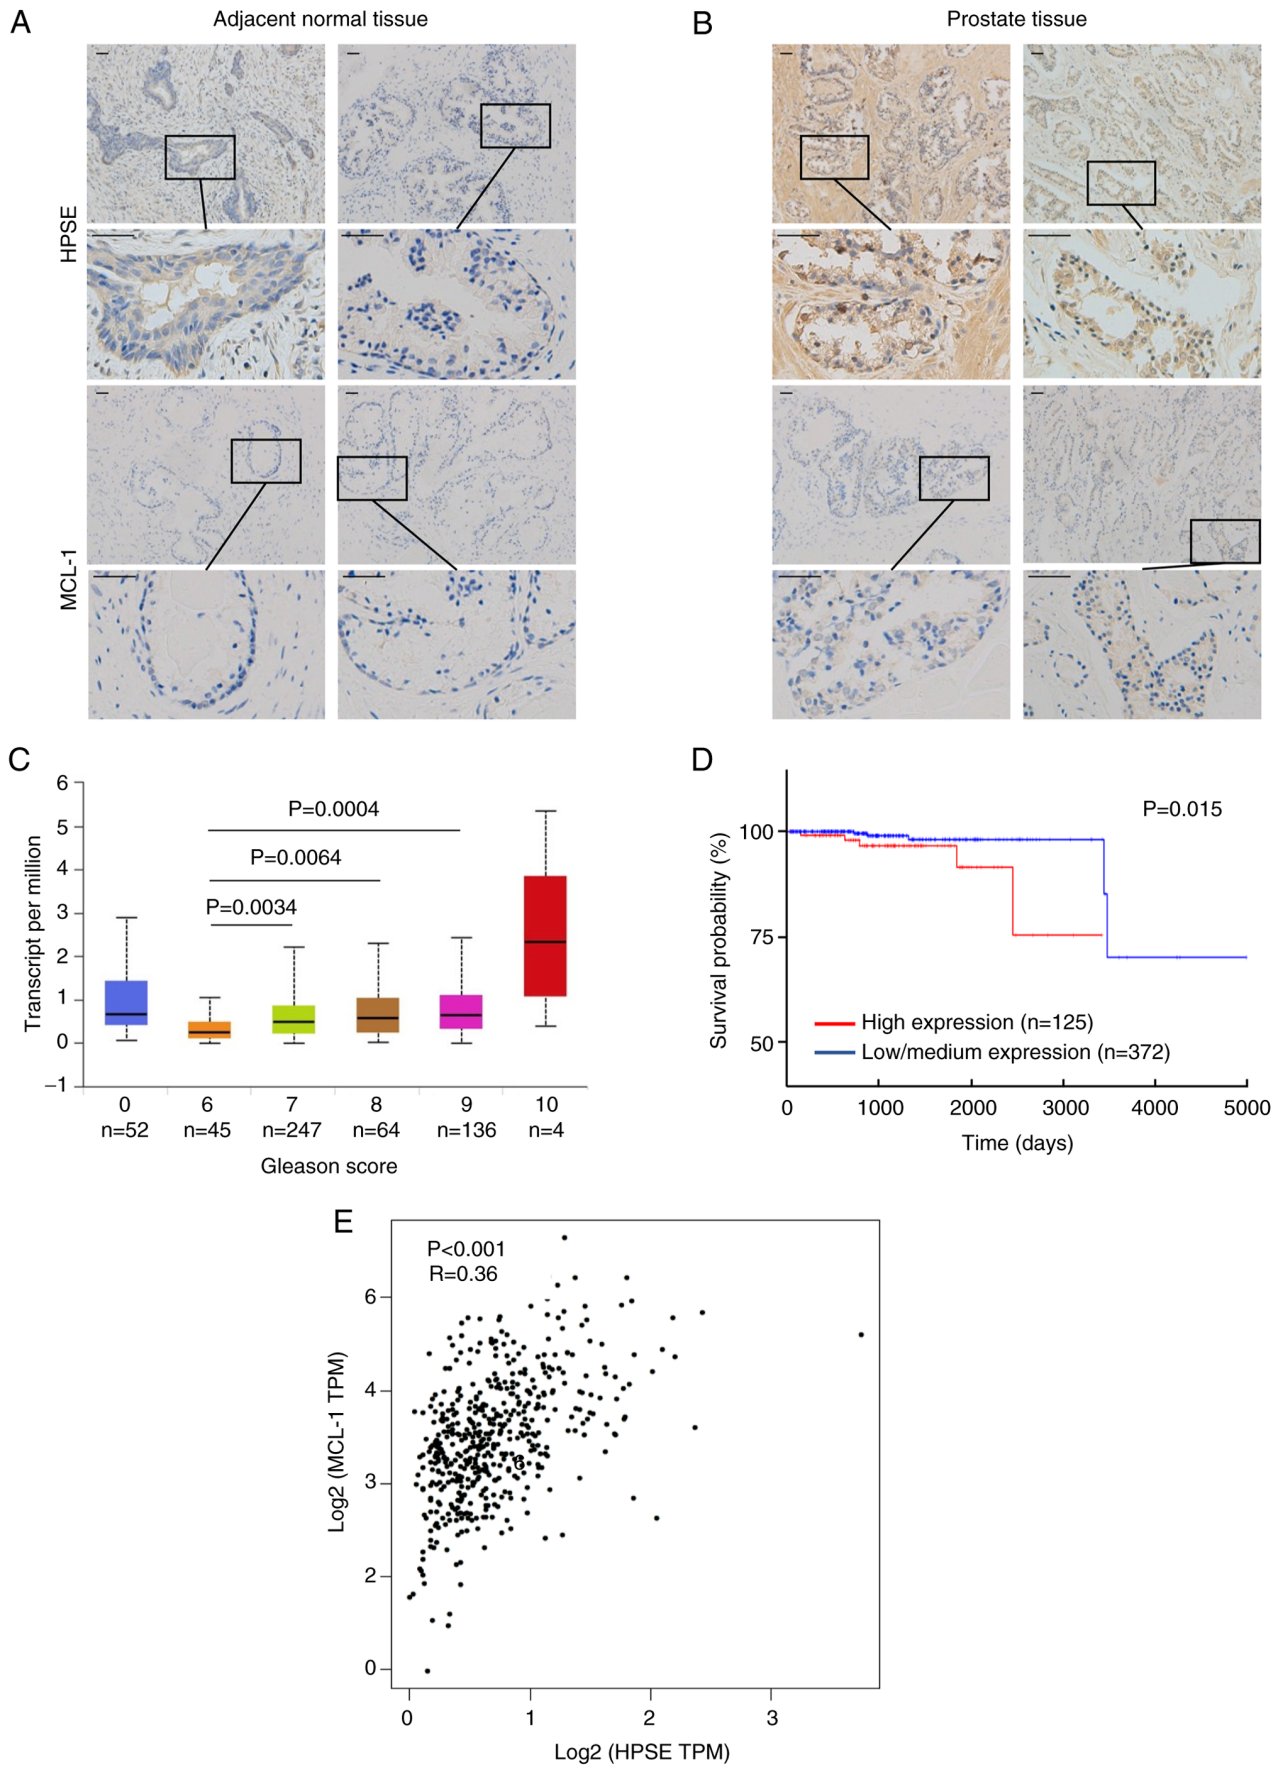 A
Adjacent normal tissue
B
Prostate tissue
HPSE
MCL-1
C
Transcript per million
6
5
4
3
2
1
0
−1
P=0.0004
P=0.0064
P=0.0034
0
6
7
8
9
10
n=52
n=45
n=247
n=64
n=136
n=4
Gleason score
D
Survival probability (%)
100
75
50
P=0.015
High expression (n=125)
Low/medium expression (n=372)
0
1000
2000
3000
4000
5000
Time (days)
E
P<0.001
R=0.36
Log2 (MCL-1 TPM)
6
4
3
2
0
0
1
2
3
Log2 (HPSE TPM)